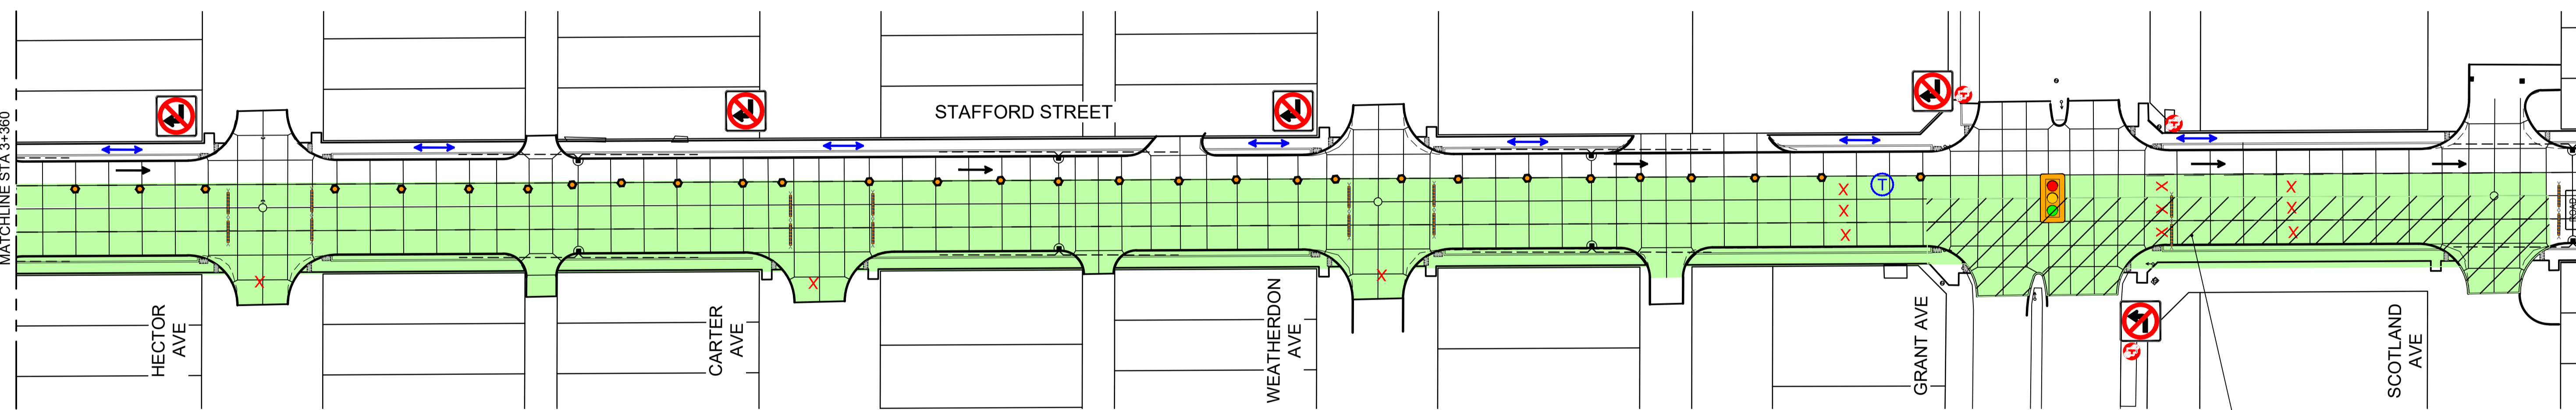 MATCHLINE STA 3+360
STAFFORD STREET
HECTOR
AVE
CARTER
AVE
WEATHERDON
AVE
GRANT AVE
SCOTLAND
AVE
T
X
X
X
X
X
X
X
X
X
X
X
X